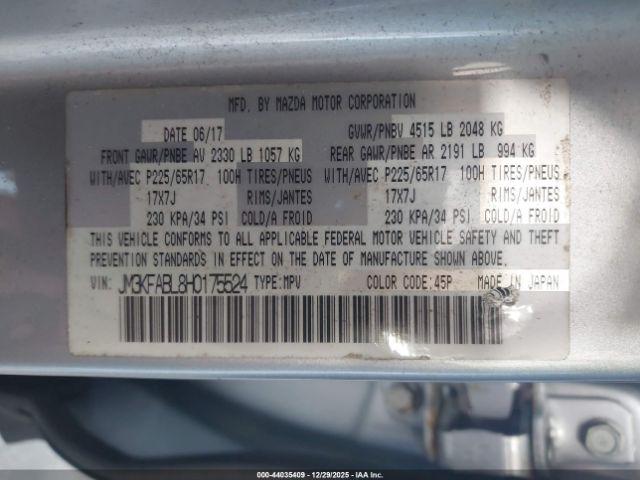 MFD. BY MAZDA MOTOR CORPORATION
DATE 06/17 GVWR/PNBV 4515 LB 2048 KG
FRONT GAWR/PNBE AV 2330 LB 1057 KG REAR GAWR/PNBE AR 2191 LB 994 KG
WITH/AVEC P225/65R17 100H TIRES/PNEUS WITH/AVEC P225/65R17 100H TIRES/PNEUS
17X7J RIMS/JANTES 17X7J RIMS/JANTES
230 KPA/34 PSI COLD/A FROID 230 KPA/34 PSI COLD/A FROID
THIS VEHICLE CONFORMS TO ALL APPLICABLE FEDERAL MOTOR VEHICLE SAFETY AND THEFT
PREVENTION STANDARDS IN EFFECT ON THE DATE OF MANUFACTURE SHOWN ABOVE.
VIN: JM3KFABL8H0175524 TYPE:MPV COLOR CODE:45P MADE IN JAPAN
000-44035409 - 12/29/2025 - IAA Inc.